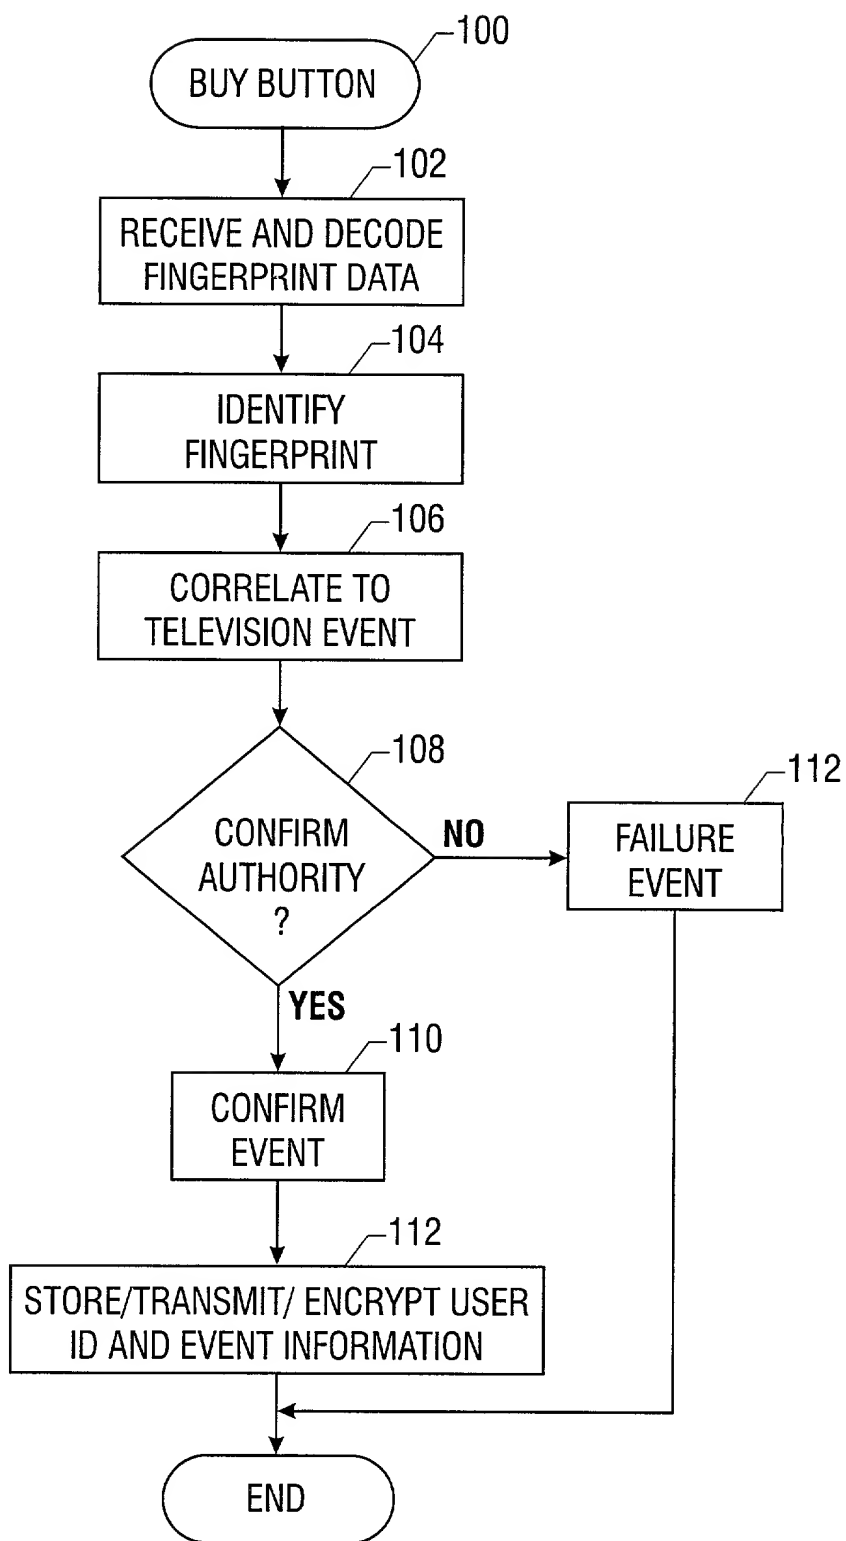 100
BUY BUTTON
102
RECEIVE AND DECODE
FINGERPRINT DATA
104
IDENTIFY
FINGERPRINT
106
CORRELATE TO
TELEVISION EVENT
108
CONFIRM
AUTHORITY
?
NO
112
FAILURE
EVENT
YES
110
CONFIRM
EVENT
112
STORE/TRANSMIT/ ENCRYPT USER
ID AND EVENT INFORMATION
END